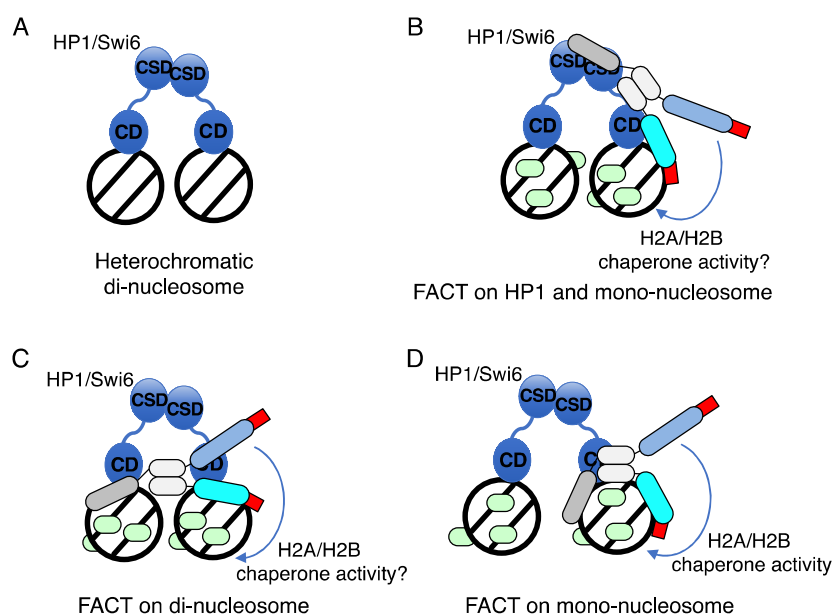 A
HP1/Swi6
CSD
CSD
CD
CD
Heterochromatic
di-nucleosome
B
HP1/Swi6
CSD
CSD
CD
CD
H2A/H2B
chaperone activity?
FACT on HP1 and mono-nucleosome
C
HP1/Swi6
CSD
CSD
CD
CD
H2A/H2B
chaperone activity?
FACT on di-nucleosome
D
HP1/Swi6
CSD
CSD
CD
CD
H2A/H2B
chaperone activity
FACT on mono-nucleosome